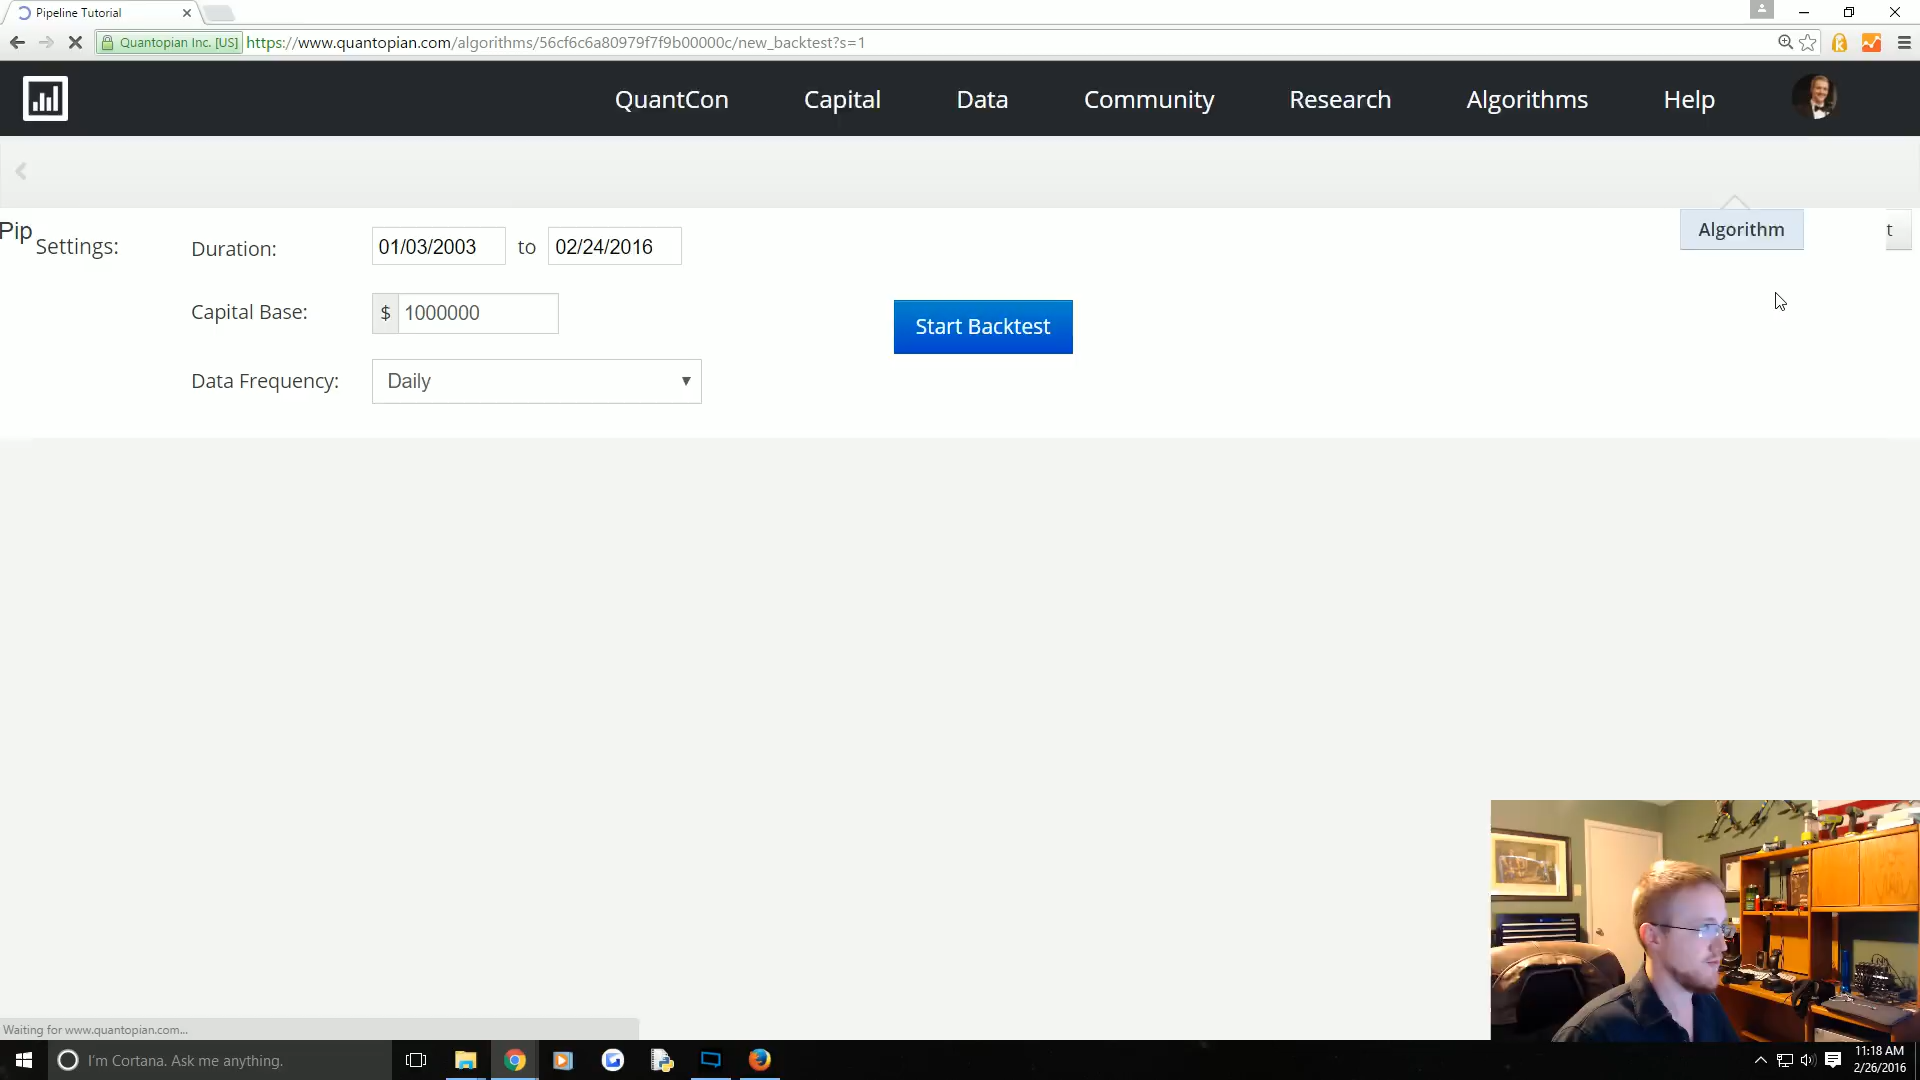 Pipeline Tutorial
Quantopian Inc. [US] https://www.quantopian.com/algorithms/56cf6c6a80979f7f9b00000c/new_backtest?s=1
QuantCon Capital Data Community Research Algorithms Help
Pip
Settings:
Duration: 01/03/2003 to 02/24/2016
Algorithm
t
Capital Base: $ 1000000
Start Backtest
Data Frequency: Daily
Waiting for www.quantopian.com...
I'm Cortana. Ask me anything.
11:18 AM
2/26/2016